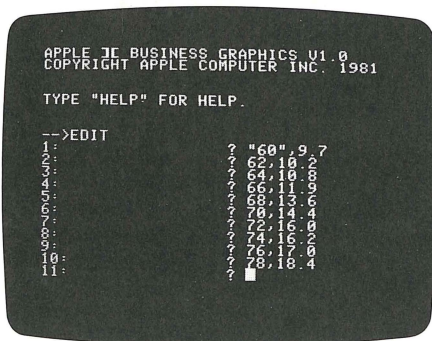 APPLE ][ BUSINESS GRAPHICS V1.0
COPYRIGHT APPLE COMPUTER INC. 1981
TYPE "HELP" FOR HELP.
-->EDIT
1: ? "60",9.7
2: ? 62,10.2
3: ? 64,10.8
4: ? 66,11.9
5: ? 68,13.6
6: ? 70,14.4
7: ? 72,16.0
8: ? 74,16.2
9: ? 76,17.0
10: ? 78,18.4
11: ?